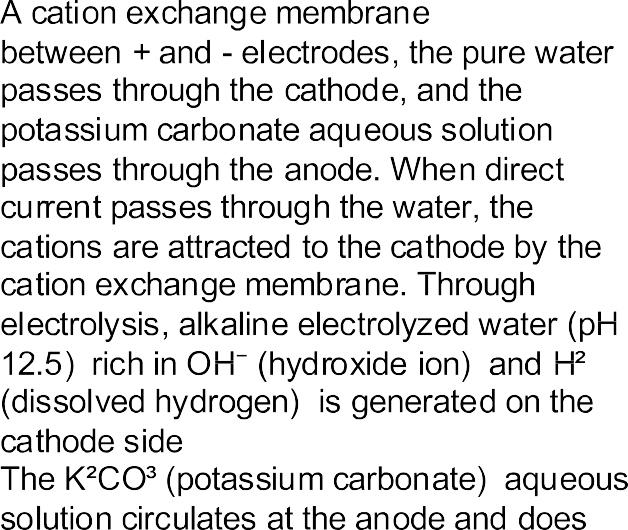 A cation exchange membrane
between + and - electrodes, the pure water
passes through the cathode, and the
potassium carbonate aqueous solution
passes through the anode. When direct
current passes through the water, the
cations are attracted to the cathode by the
cation exchange membrane. Through
electrolysis, alkaline electrolyzed water (pH
12.5)  rich in OH⁻ (hydroxide ion)  and H²
(dissolved hydrogen)  is generated on the
cathode side
The K²CO³ (potassium carbonate)  aqueous
solution circulates at the anode and does